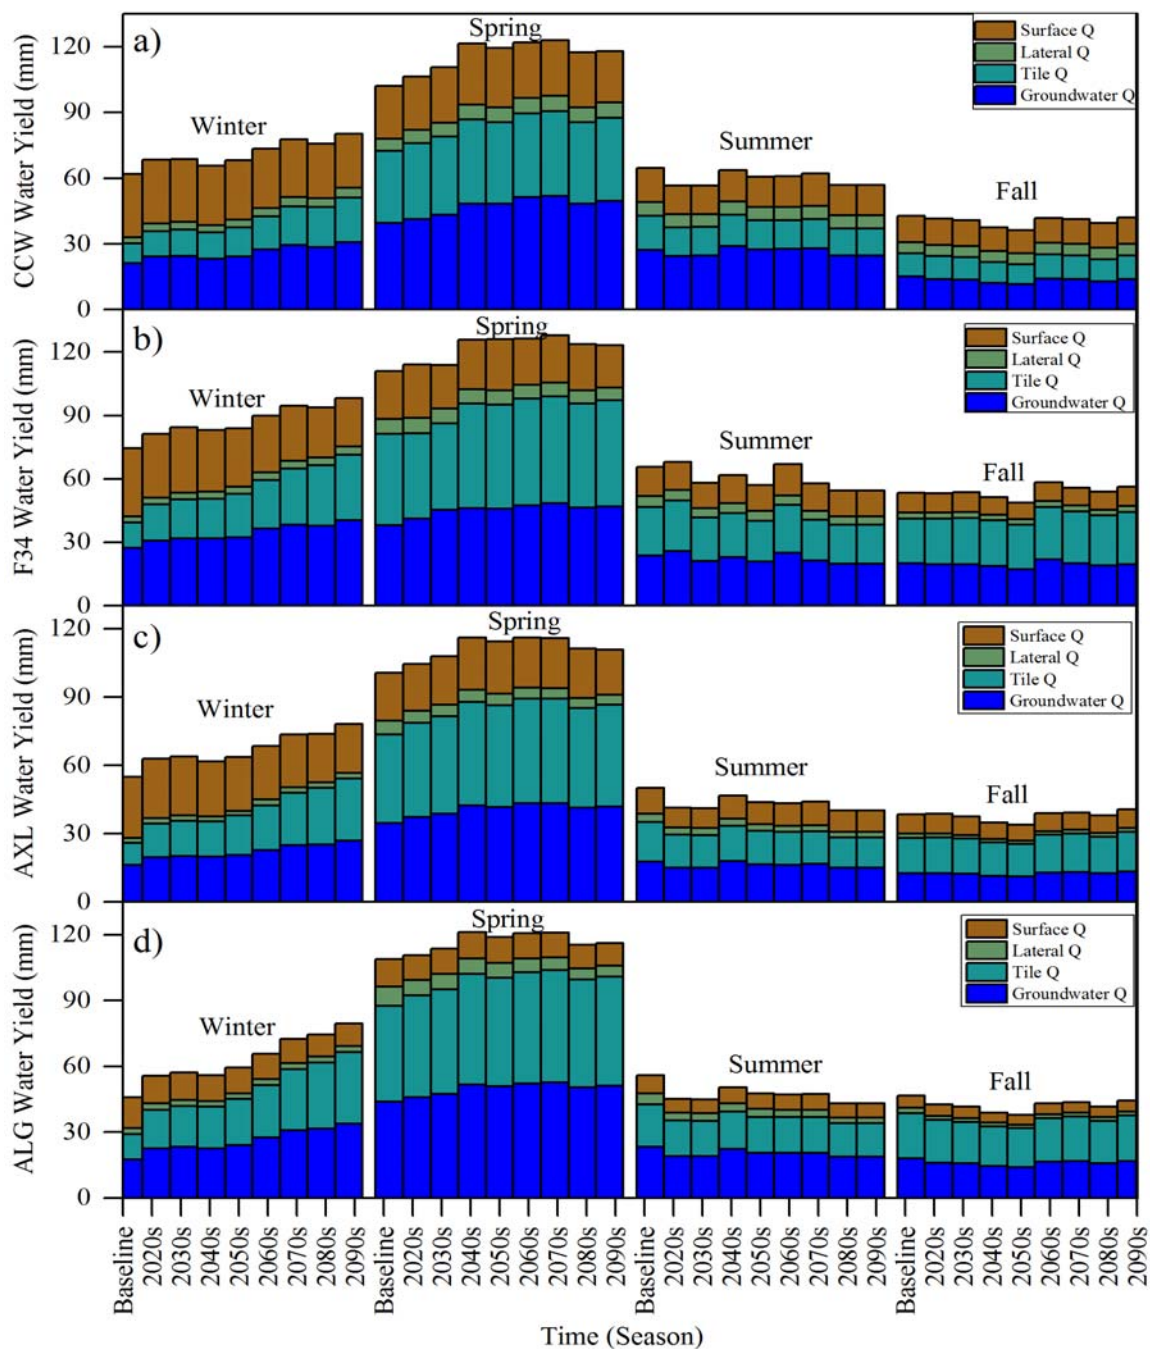 a)
Spring
Winter
Summer
Fall
Surface Q
Lateral Q
Tile Q
Groundwater Q
CCW Water Yield (mm)
120
90
60
30
0
b)
Spring
Winter
Summer
Fall
Surface Q
Lateral Q
Tile Q
Groundwater Q
F34 Water Yield (mm)
120
90
60
30
0
c)
Spring
Winter
Summer
Fall
Surface Q
Lateral Q
Tile Q
Groundwater Q
AXL Water Yield (mm)
120
90
60
30
0
d)
Spring
Winter
Summer
Fall
Surface Q
Lateral Q
Tile Q
Groundwater Q
ALG Water Yield (mm)
120
90
60
30
0
Baseline
2020s
2030s
2040s
2050s
2060s
2070s
2080s
2090s
Baseline
2020s
2030s
2040s
2050s
2060s
2070s
2080s
2090s
Baseline
2020s
2030s
2040s
2050s
2060s
2070s
2080s
2090s
Baseline
2020s
2030s
2040s
2050s
2060s
2070s
2080s
2090s
Time (Season)